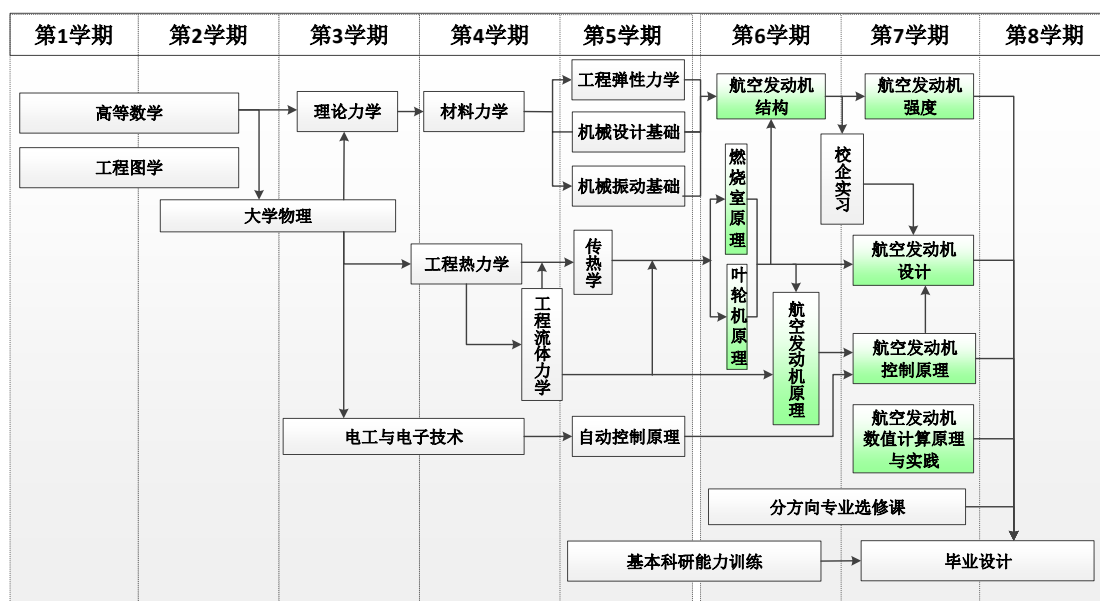 第1学期 第2学期 第3学期 第4学期 第5学期 第6学期 第7学期 第8学期
高等数学
工程图学
大学物理
理论力学
材料力学
工程弹性力学
机械设计基础
机械振动基础
工程热力学
工程流体力学
传热学
电工与电子技术
自动控制原理
航空发动机
结构
燃烧室原理
叶轮机原理
航空发动机原理
校企实习
航空发动机
强度
航空发动机
设计
航空发动机
控制原理
航空发动机
数值计算原理
与实践
分方向专业选修课
基本科研能力训练
毕业设计